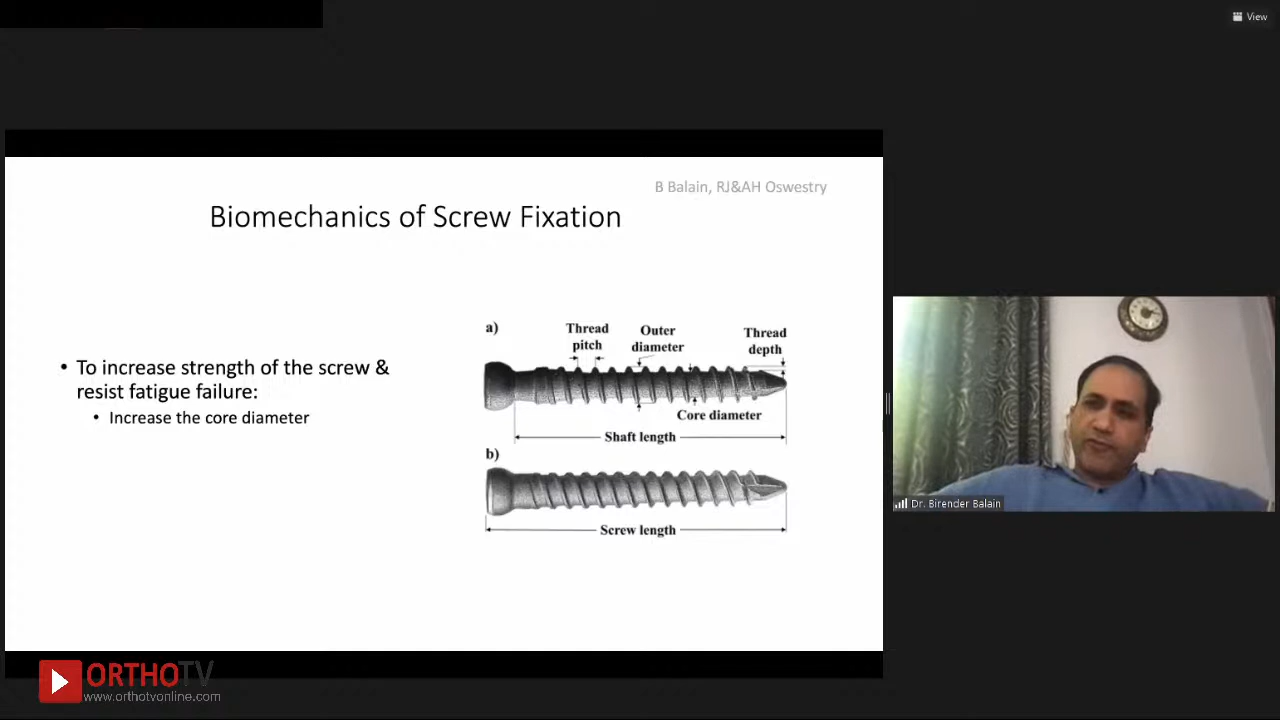 View
B Balain, RJ&AH Oswestry
Biomechanics of Screw Fixation
• To increase strength of the screw &
resist fatigue failure:
• Increase the core diameter
a)
Thread
pitch
Outer
diameter
Thread
depth
Core diameter
Shaft length
b)
Screw length
Dr. Birender Balain
ORTHOTV
www.orthotvonline.com